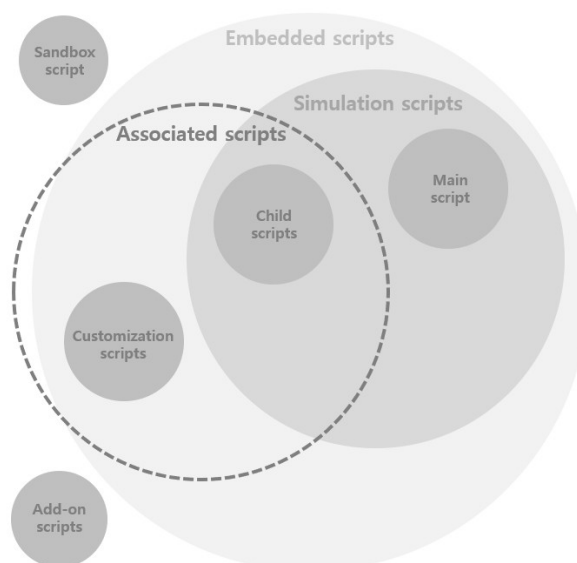 Embedded scripts
Sandbox
script
Simulation scripts
Associated scripts
Main
script
Child
scripts
Customization
scripts
Add-on
scripts